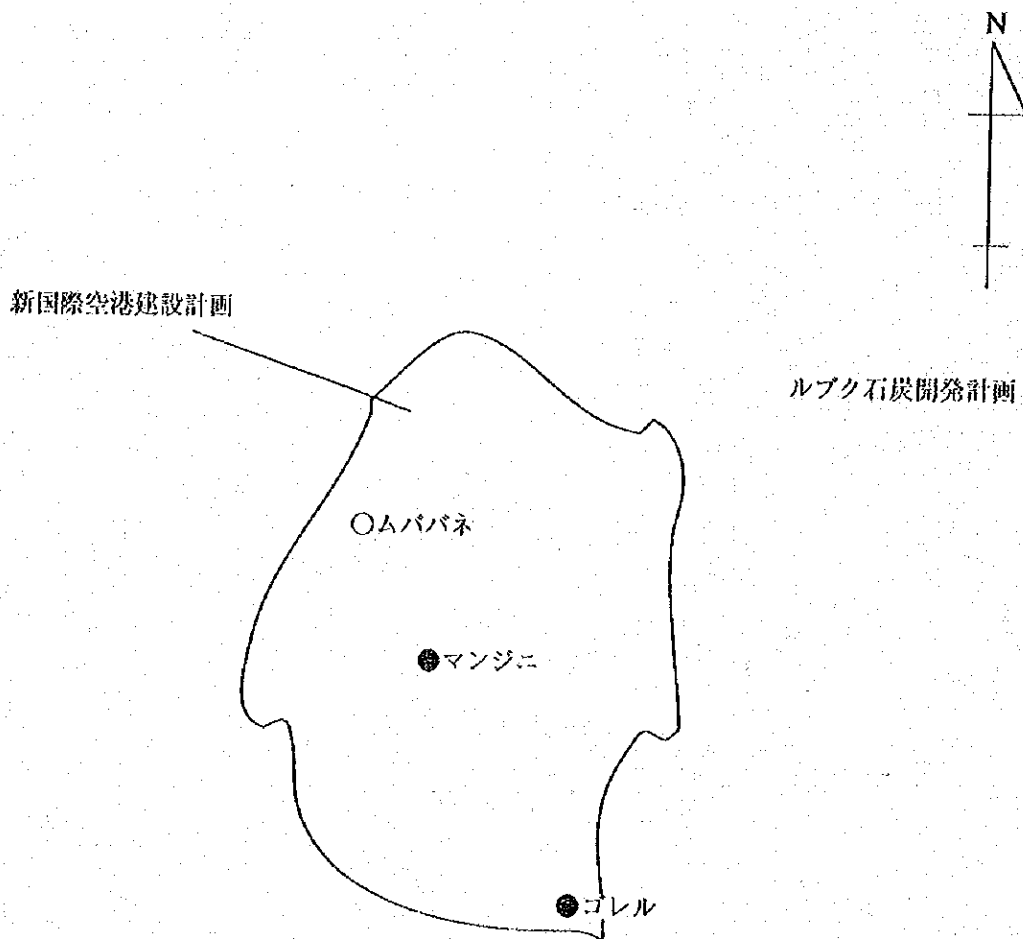 N
新国際空港建設計画
ルブク石炭開発計画
○ムババネ
●マンジニ
●ゴレル